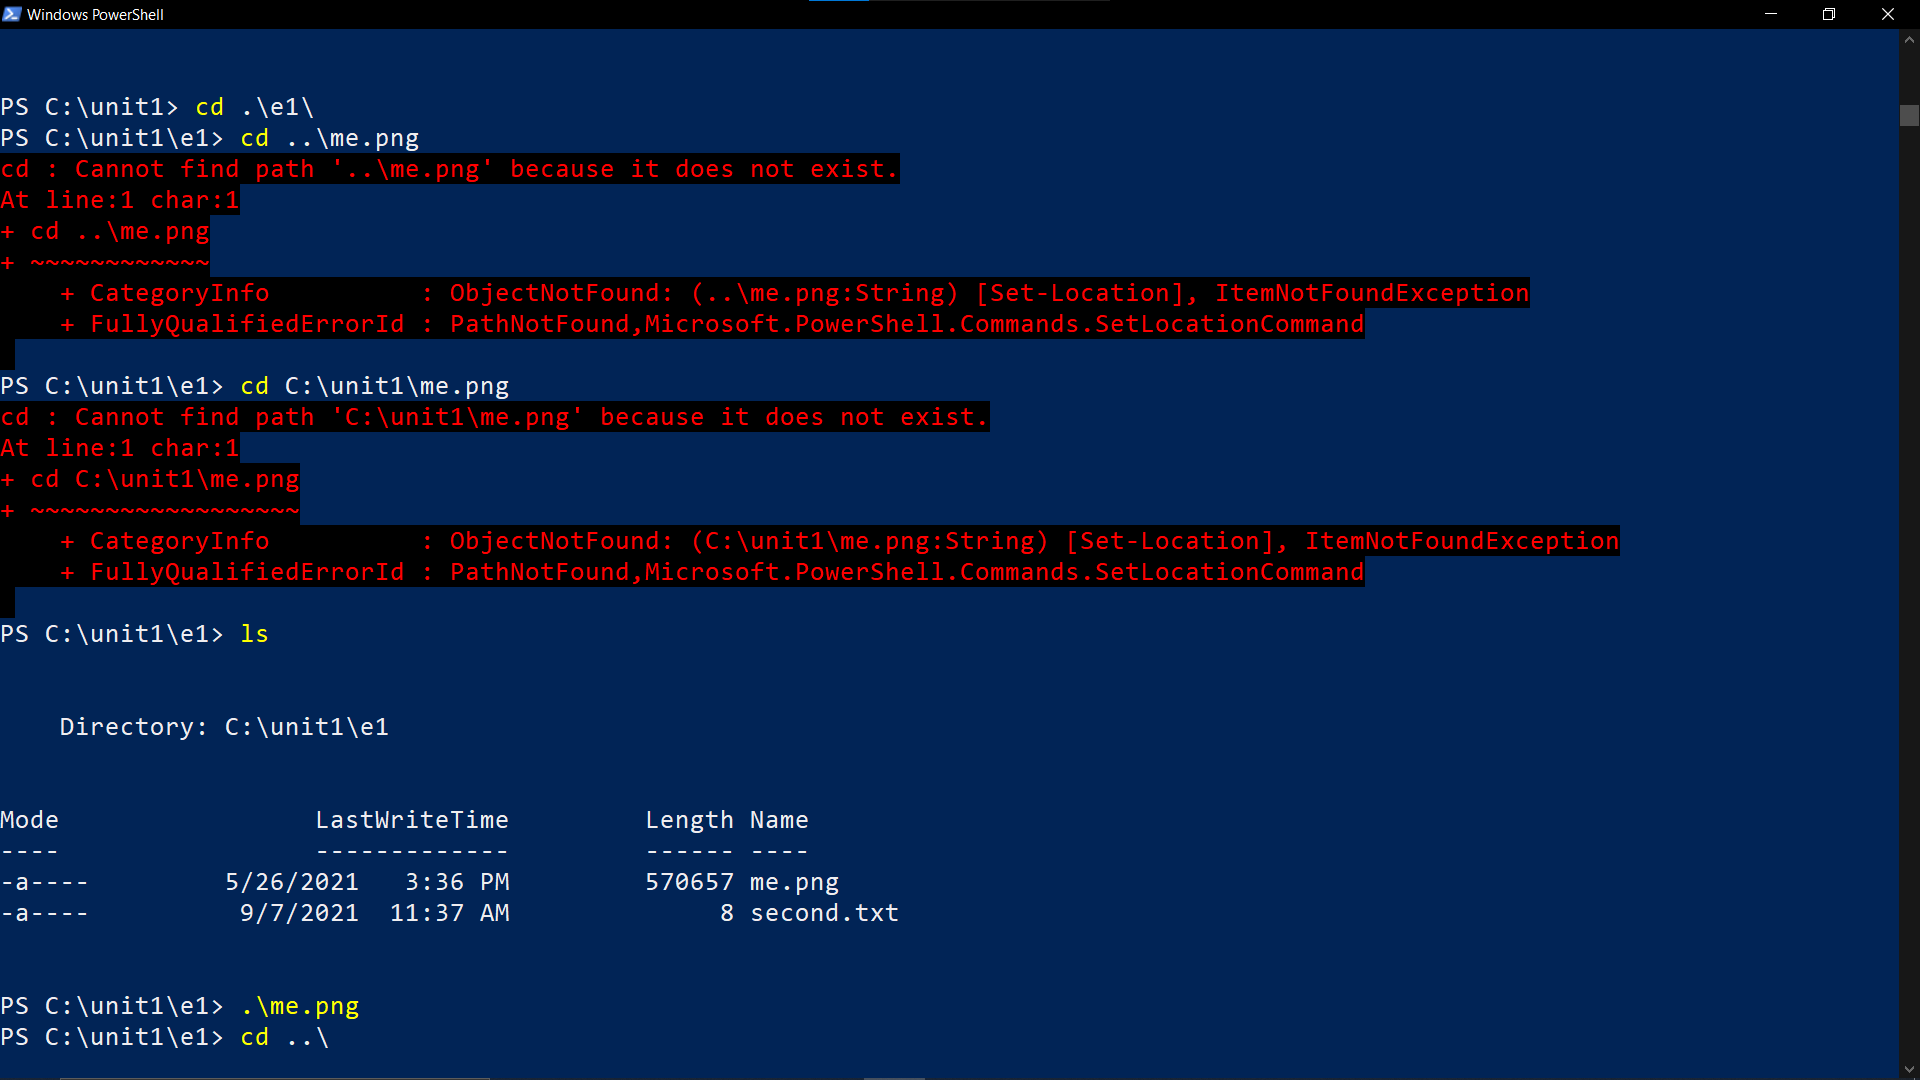 Windows PowerShell
PS C:\unit1> cd .\e1\
PS C:\unit1\e1> cd ..\me.png
cd : Cannot find path '..\me.png' because it does not exist.
At line:1 char:1
+ cd ..\me.png
+ ~~~~~~~~~~~~
    + CategoryInfo          : ObjectNotFound: (..\me.png:String) [Set-Location], ItemNotFoundException
    + FullyQualifiedErrorId : PathNotFound,Microsoft.PowerShell.Commands.SetLocationCommand
PS C:\unit1\e1> cd C:\unit1\me.png
cd : Cannot find path 'C:\unit1\me.png' because it does not exist.
At line:1 char:1
+ cd C:\unit1\me.png
+ ~~~~~~~~~~~~~~~~~~
    + CategoryInfo          : ObjectNotFound: (C:\unit1\me.png:String) [Set-Location], ItemNotFoundException
    + FullyQualifiedErrorId : PathNotFound,Microsoft.PowerShell.Commands.SetLocationCommand
PS C:\unit1\e1> ls
    Directory: C:\unit1\e1
Mode                 LastWriteTime         Length Name
----                 -------------         ------ ----
-a----         5/26/2021   3:36 PM         570657 me.png
-a----          9/7/2021  11:37 AM              8 second.txt
PS C:\unit1\e1> .\me.png
PS C:\unit1\e1> cd ..\